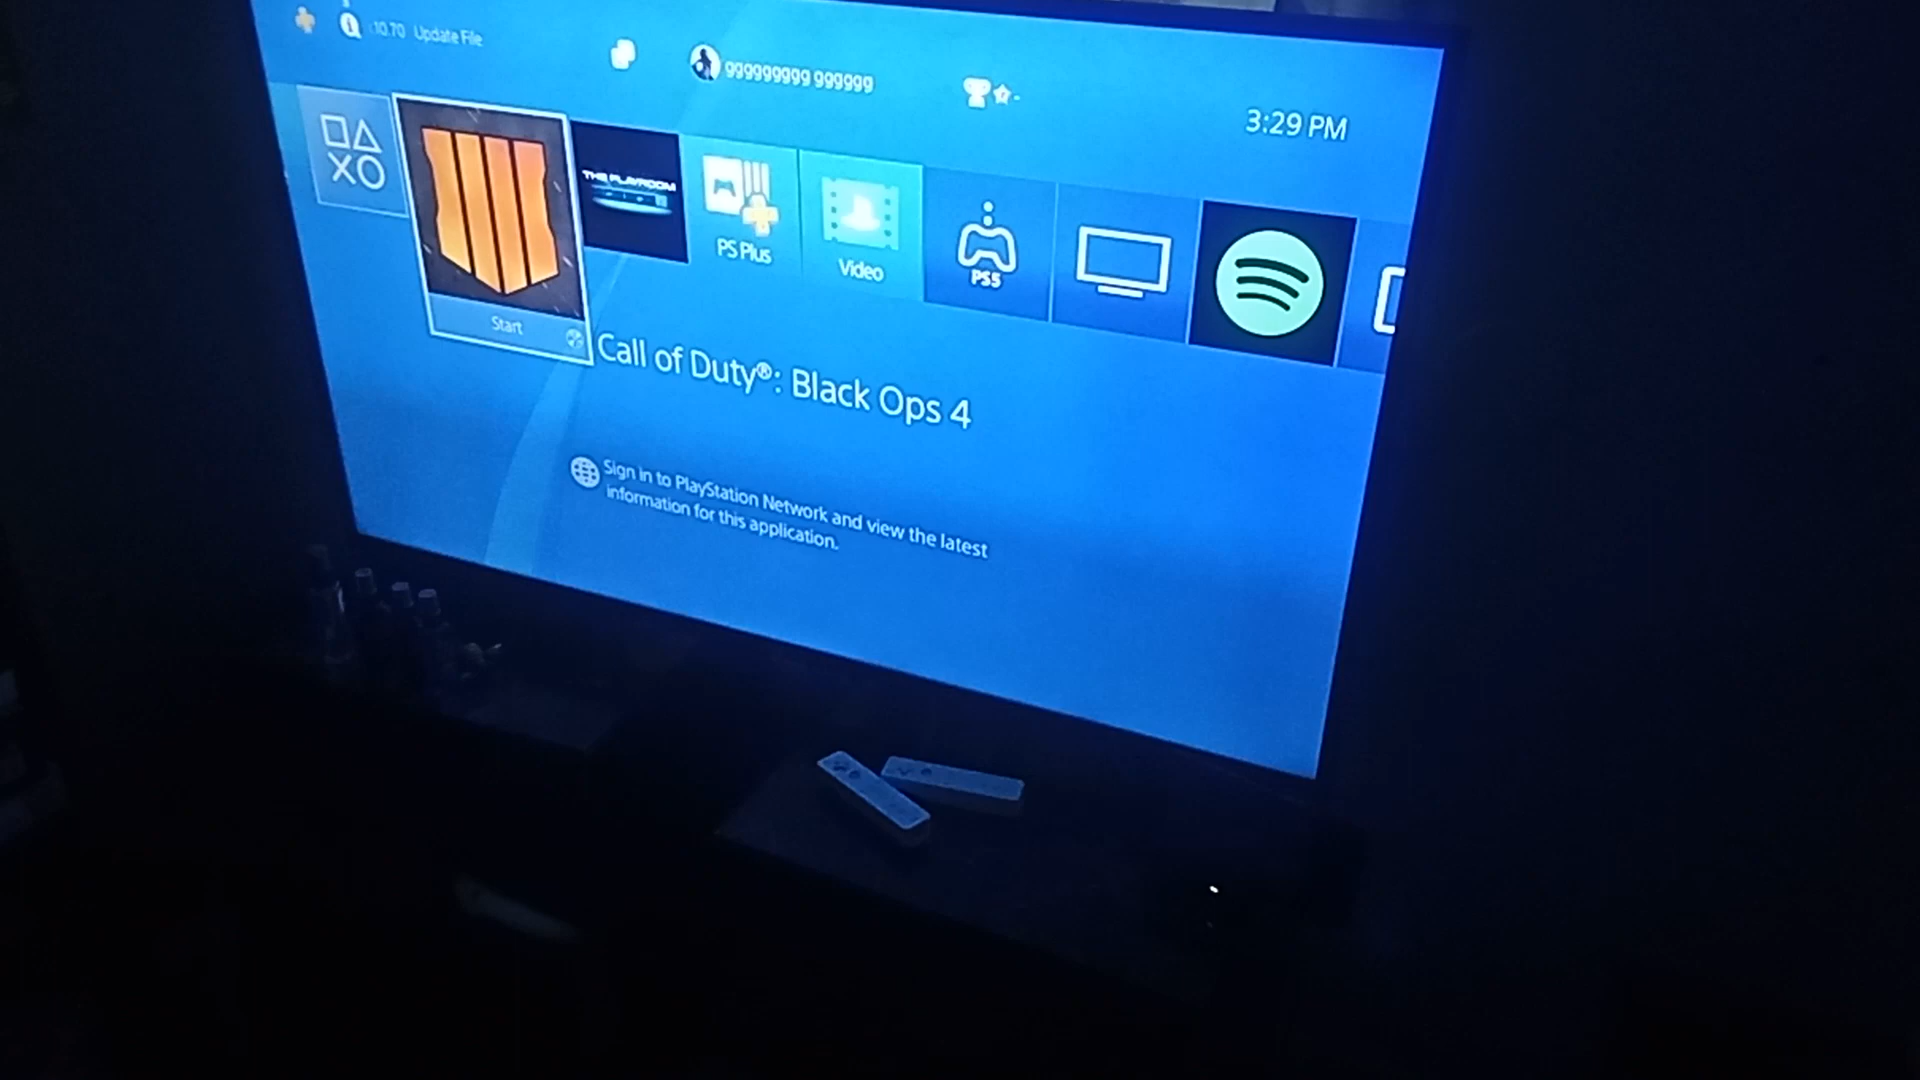 10.70 Update File
ggggggggg gggggg
3:29 PM
THE PLAYROOM
PS Plus
Video
PS5
Start
Call of Duty®: Black Ops 4
Sign in to PlayStation Network and view the latest
information for this application.